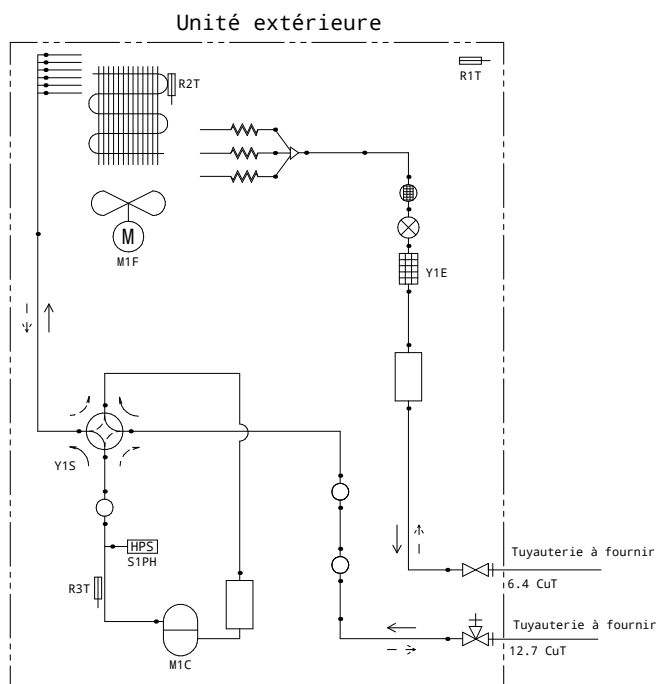 Unité extérieure
R1T
R2T
M
M1F
Y1E
Y1S
HPS
S1PH
R3T
M1C
Tuyauterie à fournir
6.4 CuT
Tuyauterie à fournir
12.7 CuT